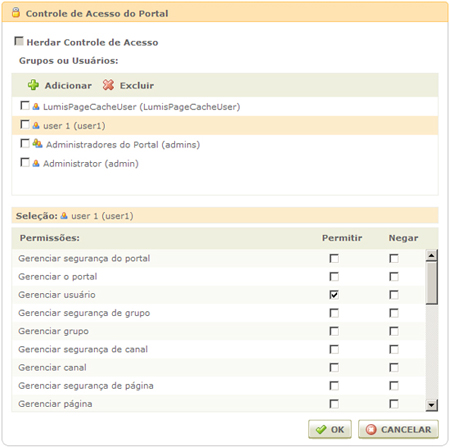 Controle de Acesso do Portal
Herdar Controle de Acesso
Grupos ou Usuários:
Adicionar Excluir
LumisPageCacheUser (LumisPageCacheUser)
user 1 (user1)
Administradores do Portal (admins)
Administrator (admin)
Seleção: user 1 (user1)
Permissões: Permitir Negar
Gerenciar segurança do portal
Gerenciar o portal
Gerenciar usuário
Gerenciar segurança de grupo
Gerenciar grupo
Gerenciar segurança de canal
Gerenciar canal
Gerenciar segurança de página
Gerenciar página
OK CANCELAR